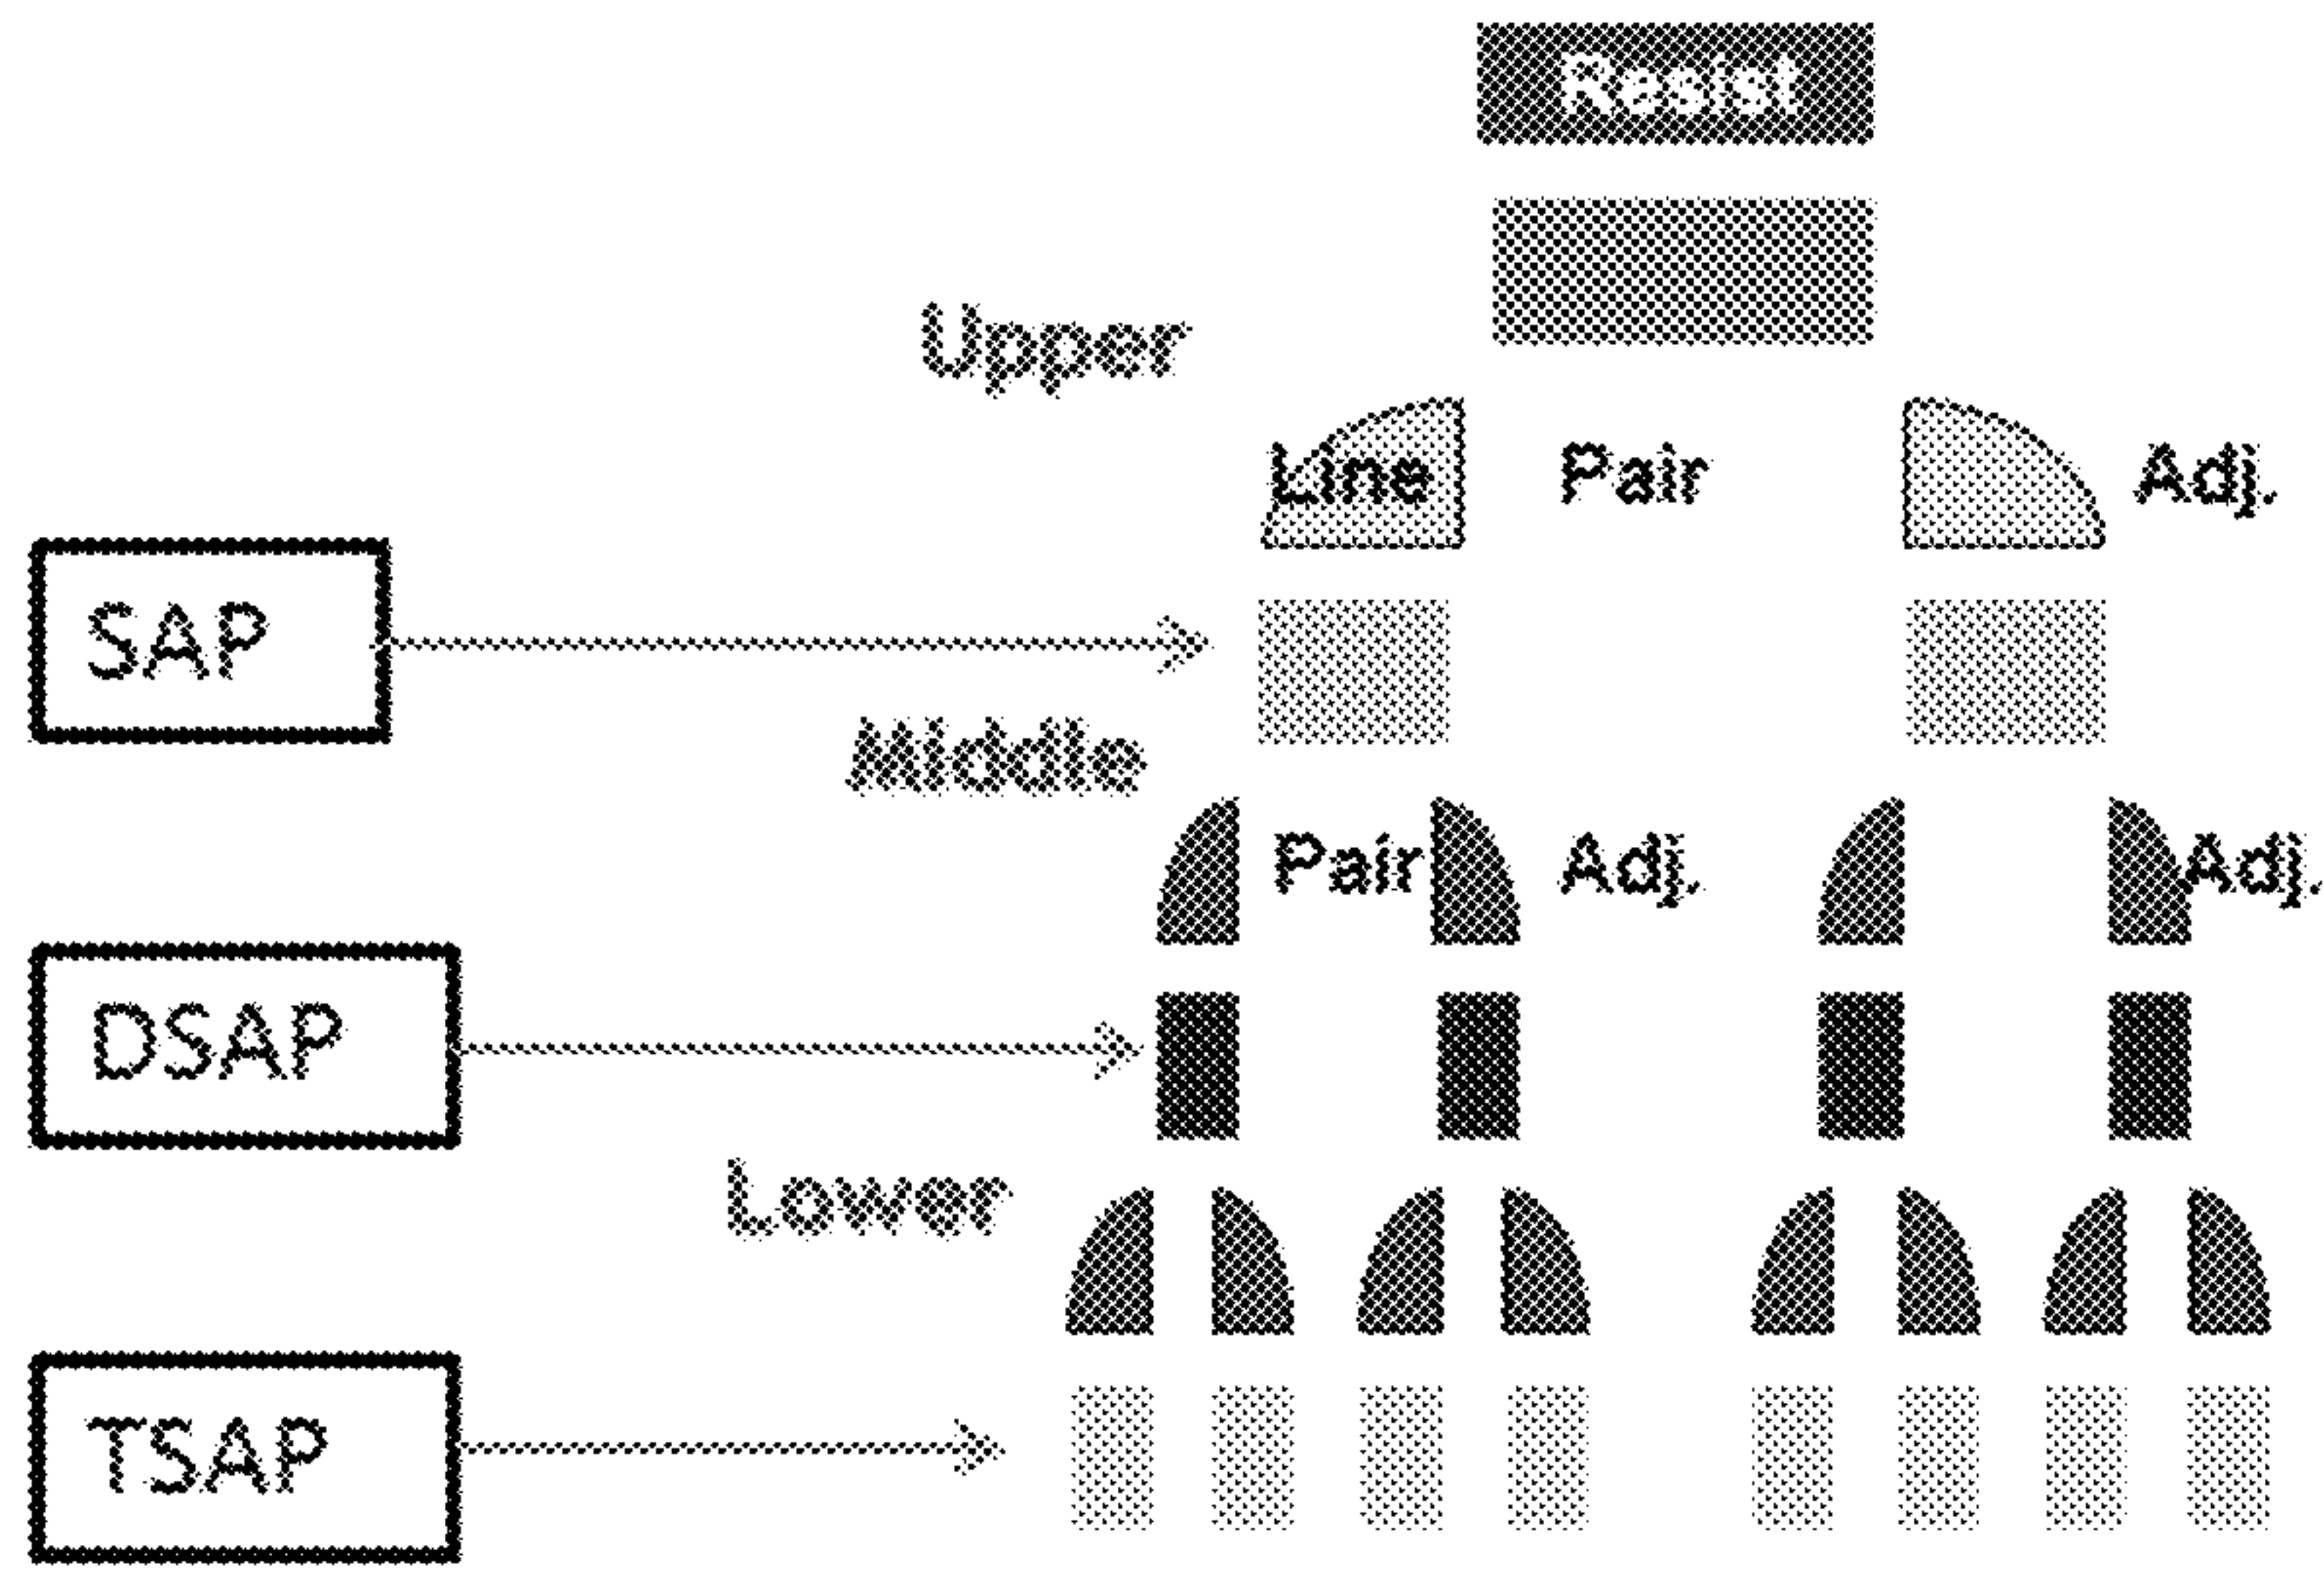 Resist
Upper
Line Pair Adj.
SAP
Middle
Pair Adj. Adj.
DSAP
Lower
TSAP